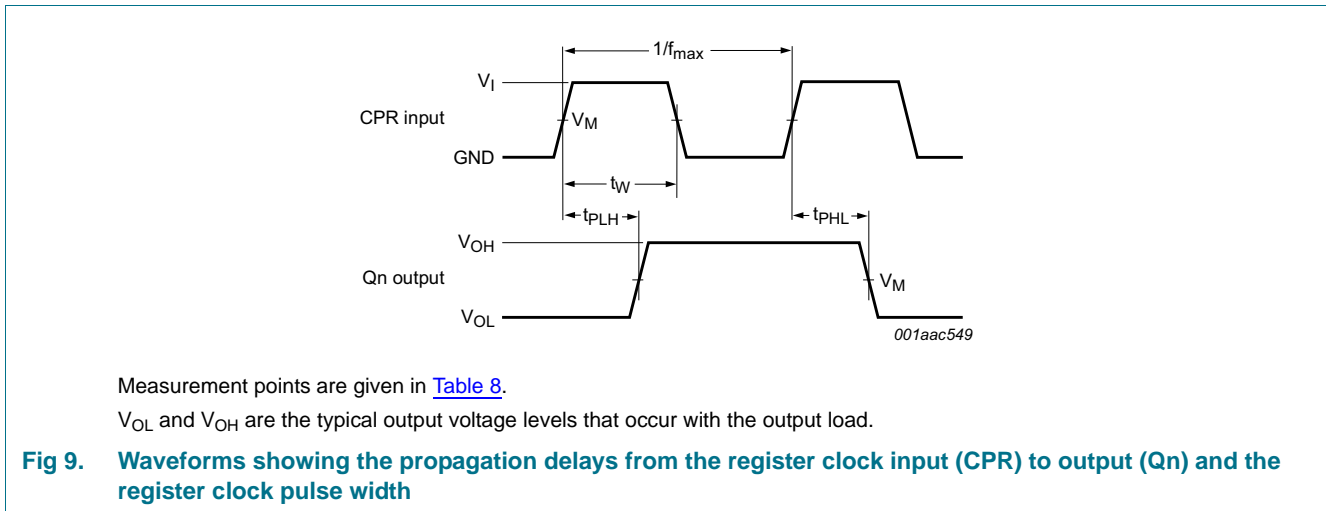 1/fmax
VI
CPR input
VM
GND
tW
tPLH
tPHL
VOH
Qn output
VM
VOL
001aac549
Measurement points are given in Table 8.
VOL and VOH are the typical output voltage levels that occur with the output load.
Fig 9. Waveforms showing the propagation delays from the register clock input (CPR) to output (Qn) and the
register clock pulse width